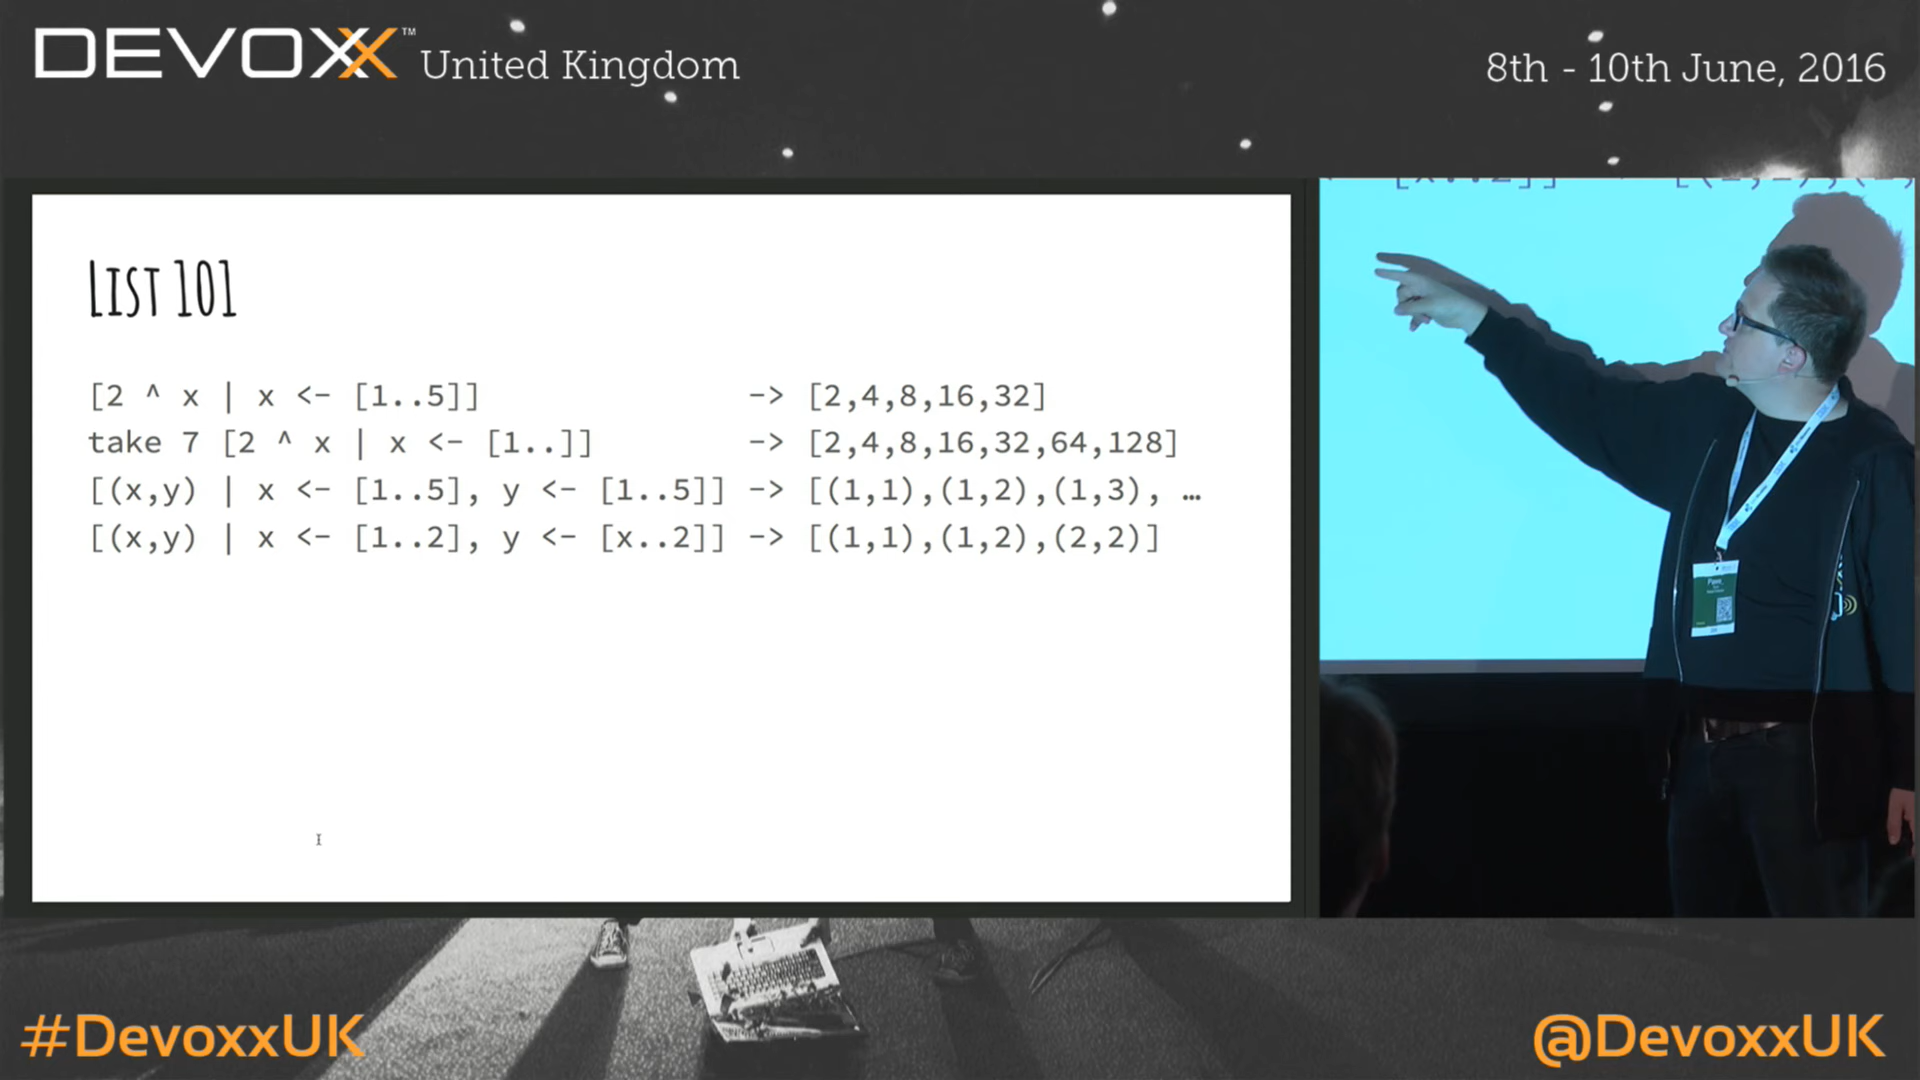 DEVOXX™ United Kingdom
8th - 10th June, 2016
List 101
[2 ^ x | x <- [1..5]] -> [2,4,8,16,32]
take 7 [2 ^ x | x <- [1..]] -> [2,4,8,16,32,64,128]
[(x,y) | x <- [1..5], y <- [1..5]] -> [(1,1),(1,2),(1,3), …
[(x,y) | x <- [1..2], y <- [x..2]] -> [(1,1),(1,2),(2,2)]
#DevoxxUK
@DevoxxUK